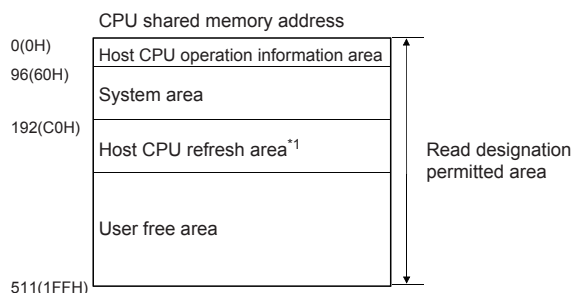 CPU shared memory address
0(0H)
Host CPU operation information area
96(60H)
System area
192(C0H)
Host CPU refresh area*1
Read designation
permitted area
User free area
511(1FFH)